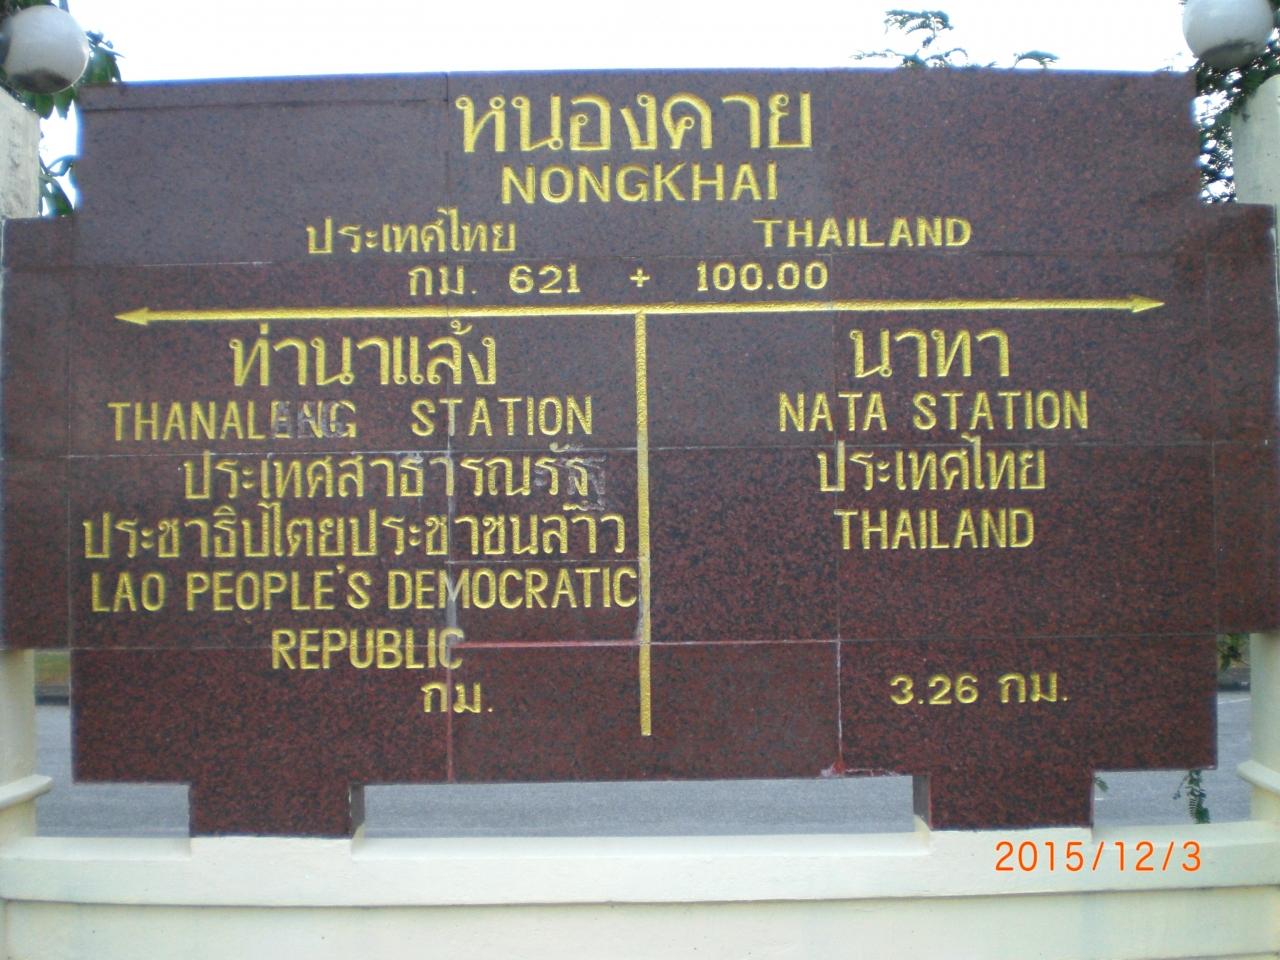 หนองคาย
NONGKHAI
ประเทศไทย THAILAND
กม. 621 + 100.00
ท่านาแล้ง
THANALENG STATION
ประเทศสาธารณรัฐ
ประชาธิปไตยประชาชนลาว
LAO PEOPLE'S DEMOCRATIC
REPUBLIC
กม.
นาทา
NATA STATION
ประเทศไทย
THAILAND
3.26 กม.
2015/12/3